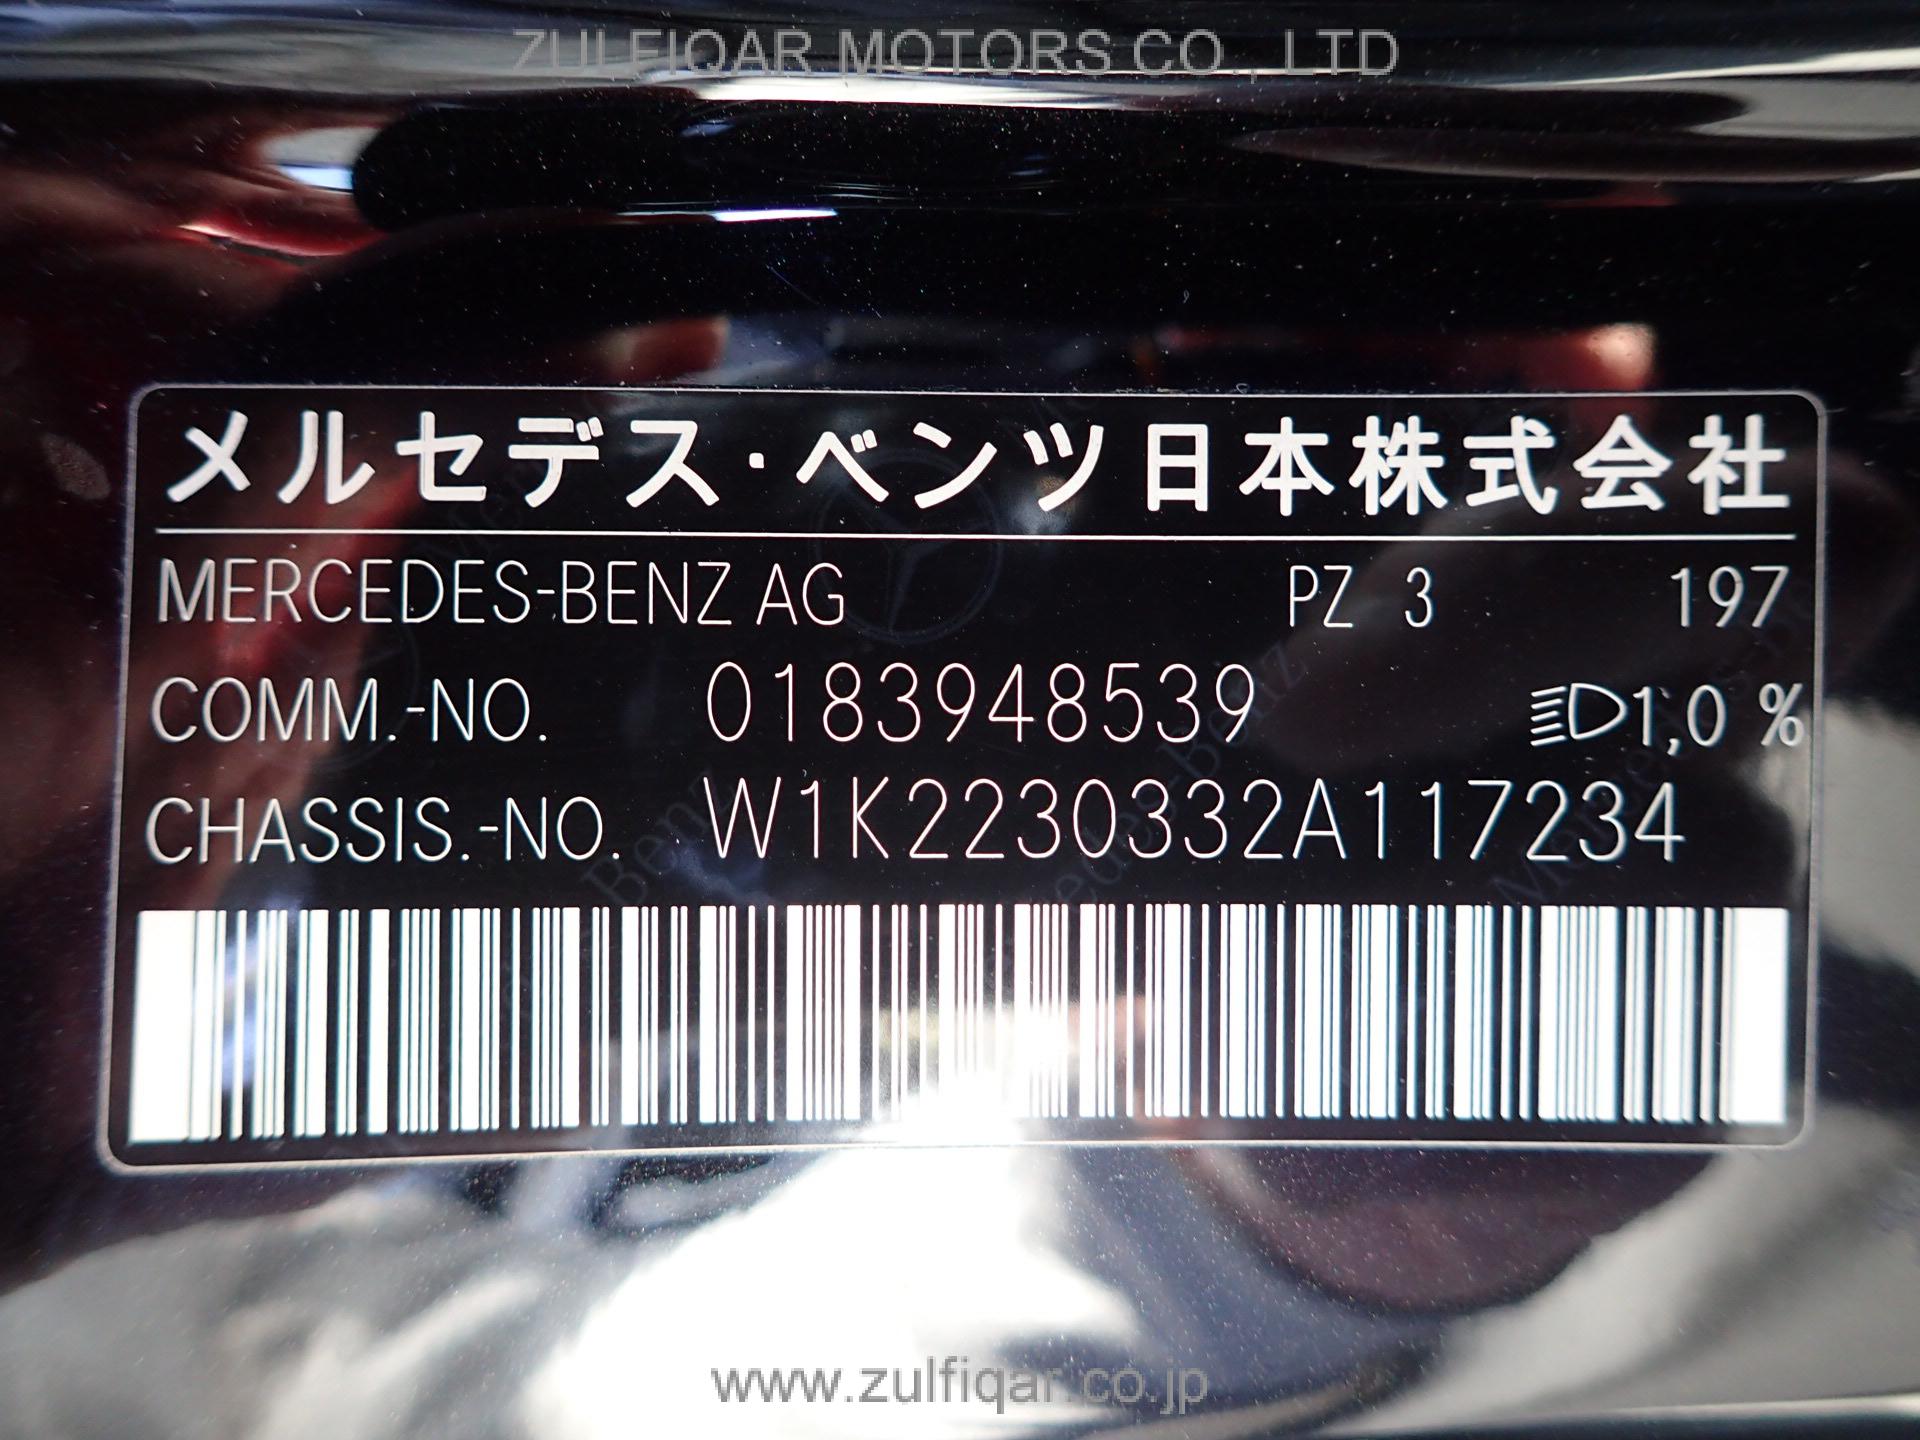 ZULFIQAR MOTORS CO., LTD
メルセデス・ベンツ日本株式会社
MERCEDES-BENZ AG PZ 3 197
COMM.-NO. 0183948539 1,0 %
CHASSIS.-NO. W1K2230332A117234
www.zulfiqar.co.jp